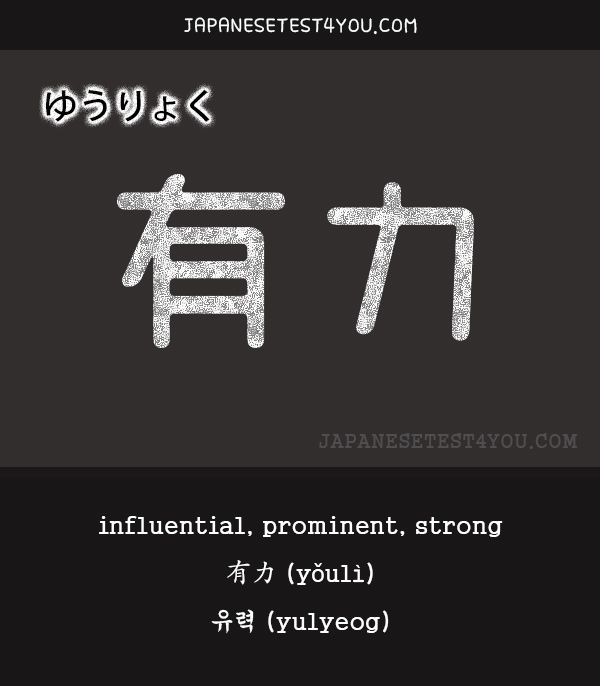 JAPANESETEST4YOU.COM
ゆうりょく
有力
JAPANESETEST4YOU.COM
influential, prominent, strong
有力 (yǒulì)
유력 (yulyeog)